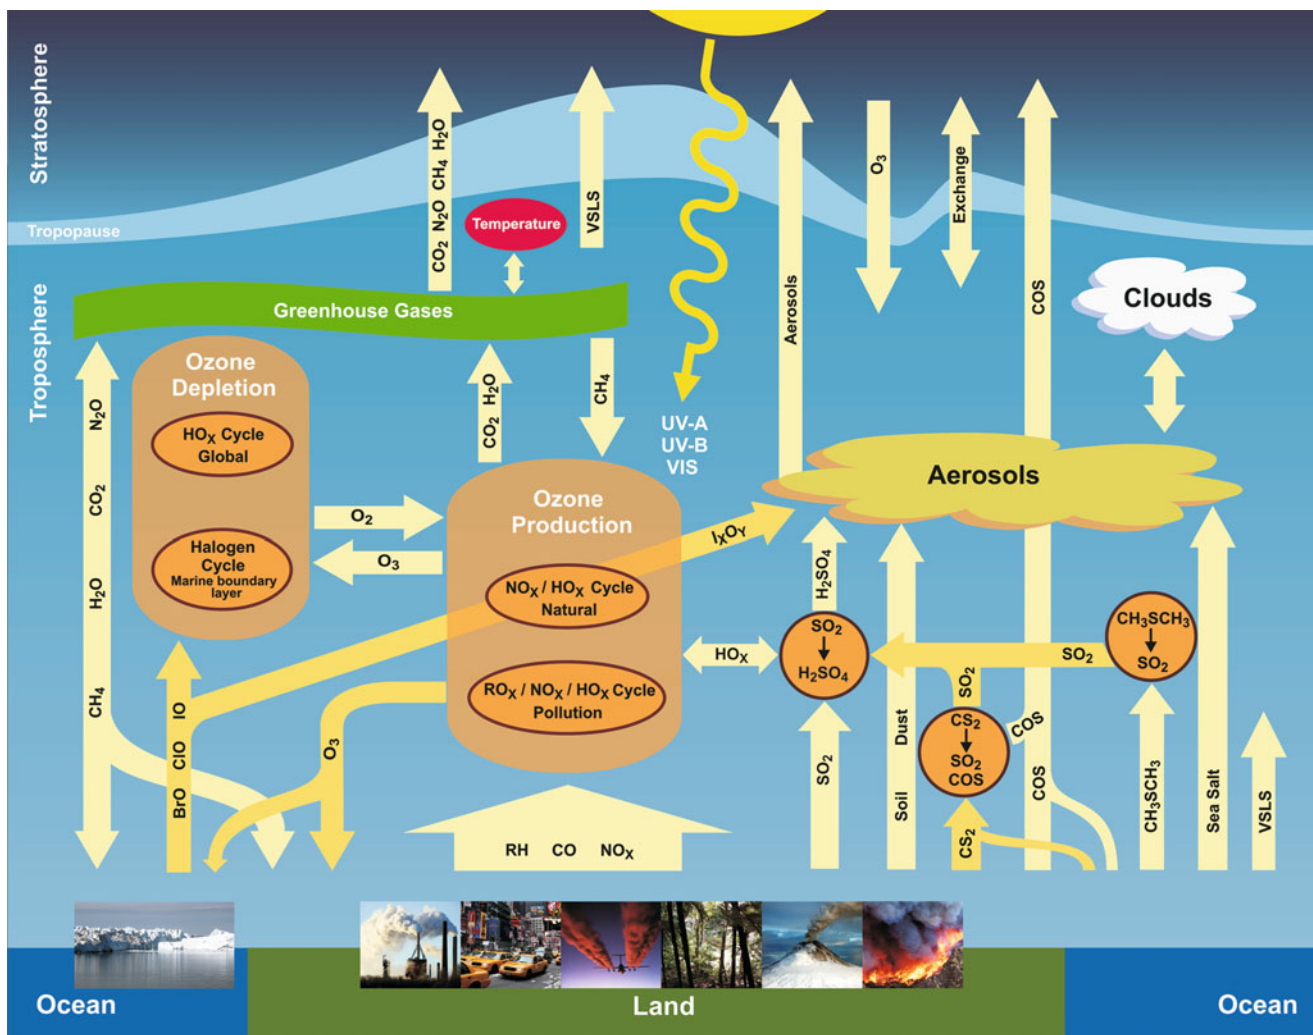 Stratosphere
Tropopause
Troposphere
CO2 N2O CH4 H2O
Temperature
VSLS
Aerosols
O3
Exchange
COS
Greenhouse Gases
Clouds
Ozone
Depletion
HOX Cycle
Global
Halogen
Cycle
Marine boundary
layer
CH4 H2O CO2 N2O
CO2 H2O
CH4
UV-A
UV-B
VIS
Aerosols
O2
O3
Ozone
Production
NOX / HOX Cycle
Natural
ROX / NOX / HOX Cycle
Pollution
IXOY
H2SO4
HOX
SO2
H2SO4
SO2
SO2
CH3SCH3
SO2
CS2
SO2
COS
COS
BrO ClO IO
O3
RH CO NOX
SO2
Soil Dust
CS2
COS
CH3SCH3
Sea Salt
VSLS
Ocean
Land
Ocean